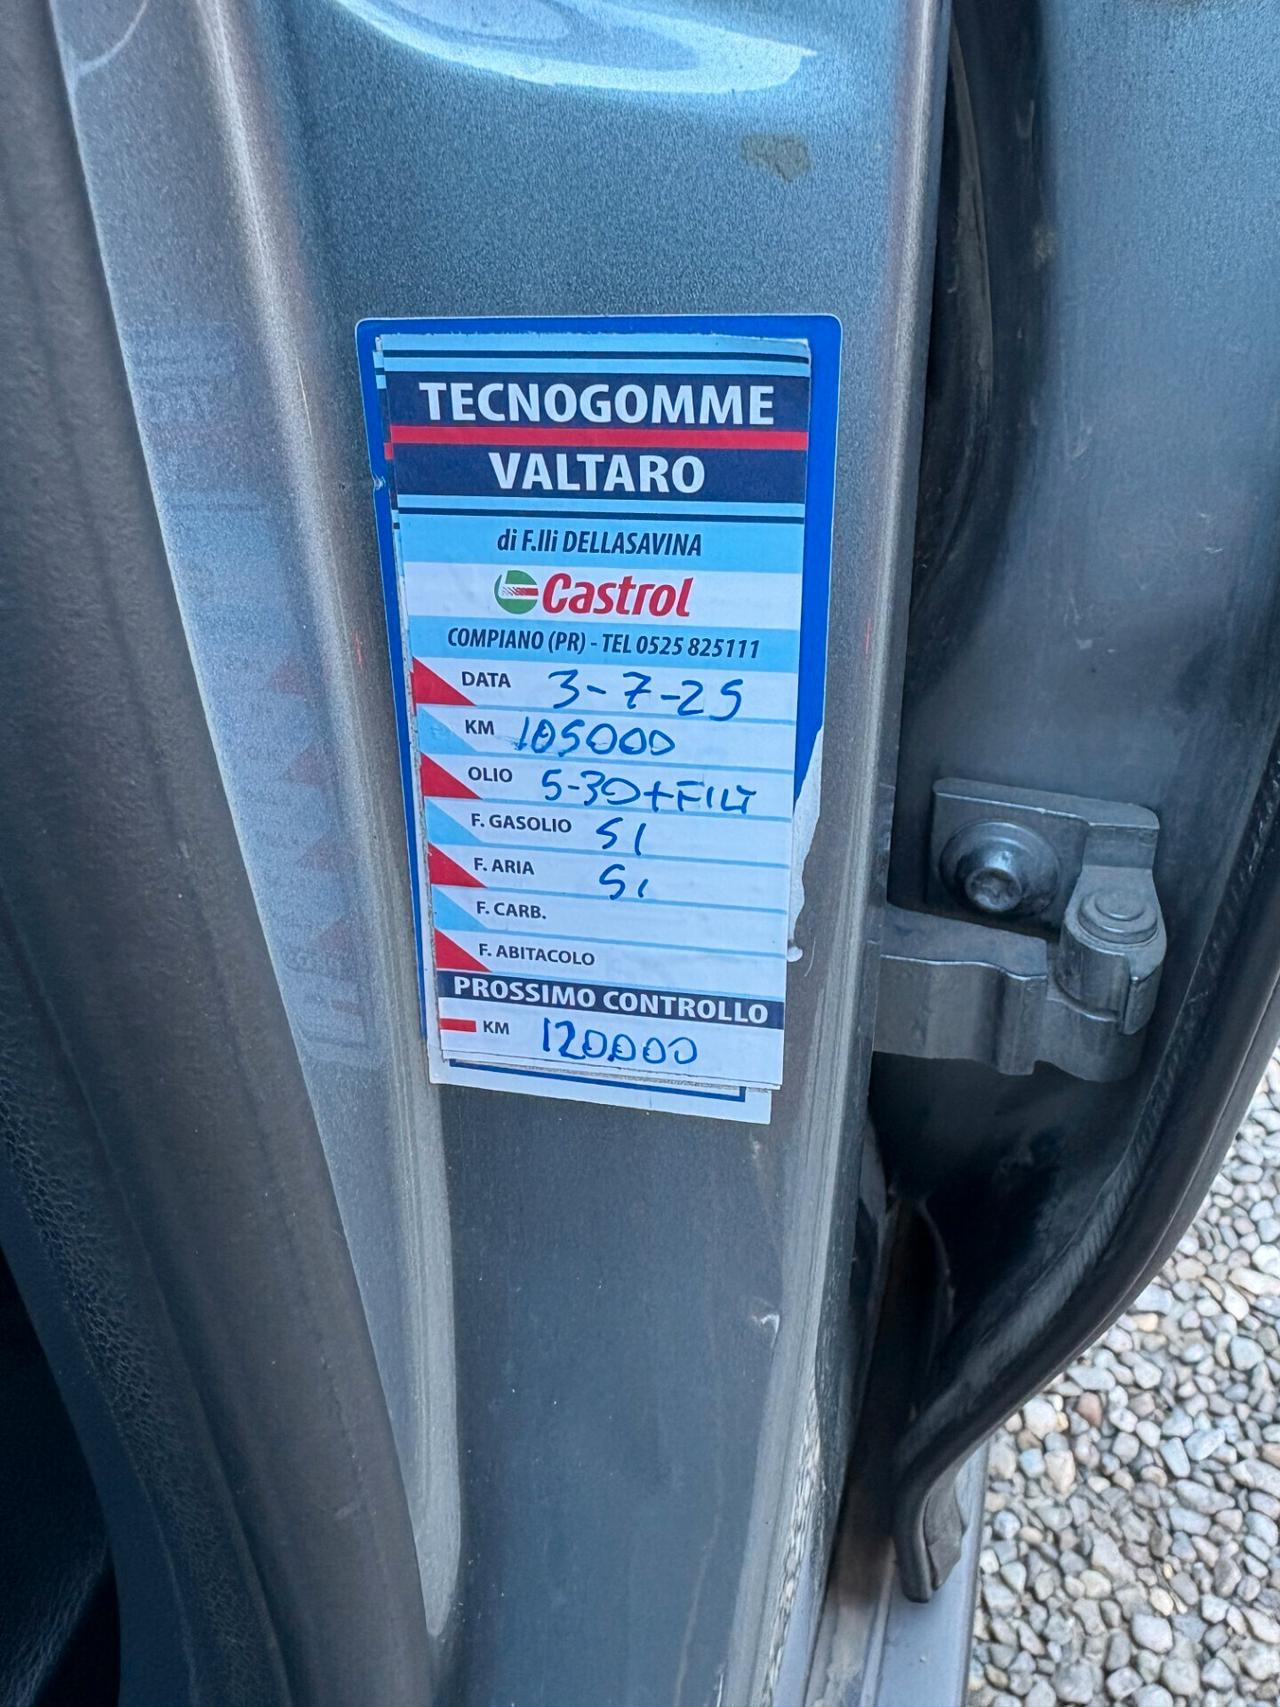 TECNOGOMME
VALTARO
di F.lli DELLASAVINA
Castrol
COMPIANO (PR) - TEL 0525 825111
DATA 3-7-25
KM 105000
OLIO 5-30+FILT
F. GASOLIO SI
F. ARIA SI
F. CARB.
F. ABITACOLO
PROSSIMO CONTROLLO
KM 120000